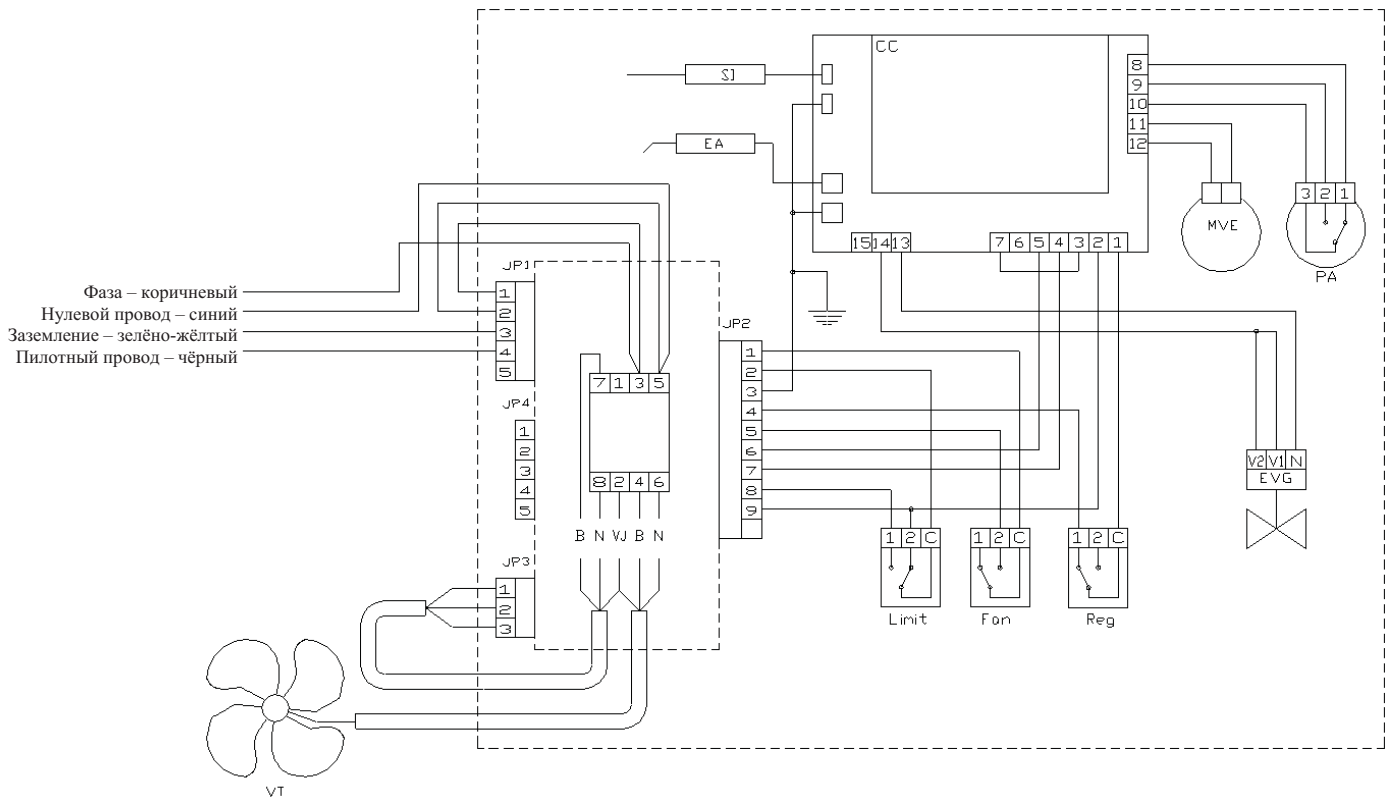 CC
SI
EA
8
9
10
11
12
3 2 1
MVE
PA
15 14 13
7 6 5 4 3 2 1
Фаза – коричневый
Нулевой провод – синий
Заземление – зелёно-жёлтый
Пилотный провод – чёрный
JP1
1
2
3
4
5
JP2
1
2
3
4
5
6
7
8
9
7 1 3 5
JP4
1
2
3
4
5
8 2 4 6
B N VJ B N
V2 V1 N
EVG
1 2 C
Limit
1 2 C
Fan
1 2 C
Reg
JP3
1
2
3
VT